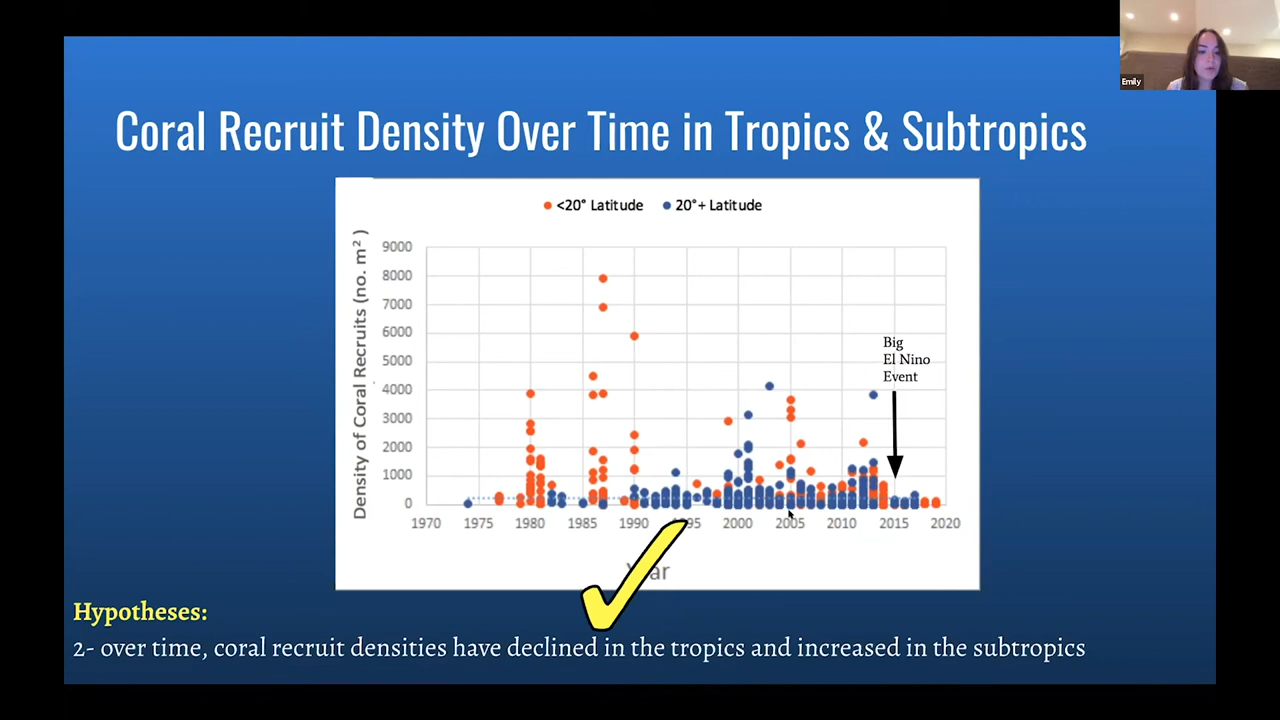 Emily
Coral Recruit Density Over Time in Tropics & Subtropics
<20° Latitude
20°+ Latitude
Density of Coral Recruits (no. m² )
9000
8000
7000
6000
5000
4000
3000
2000
1000
0
Big
El Nino
Event
1970 1975 1980 1985 1990 1995 2000 2005 2010 2015 2020
Year
Hypotheses:
2- over time, coral recruit densities have declined in the tropics and increased in the subtropics